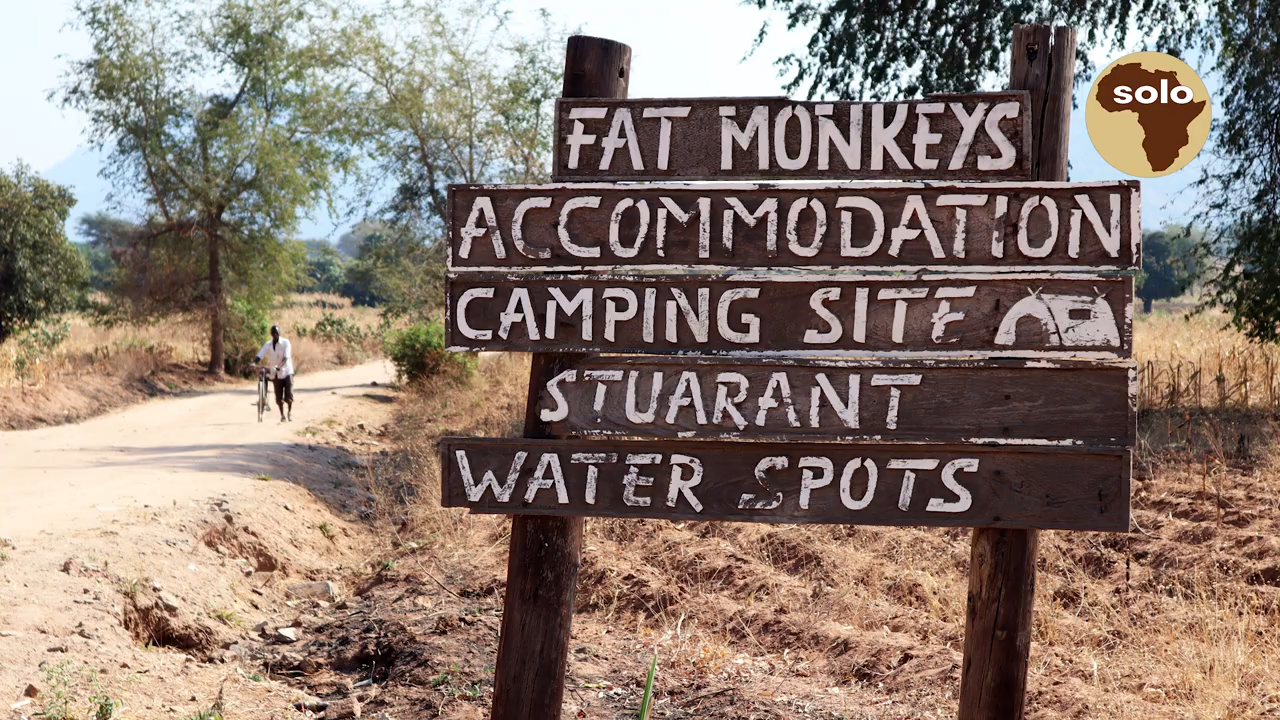 solo
FAT MONKEYS
ACCOMMODATION
CAMPING SITE
STUARANT
WATER SPOTS